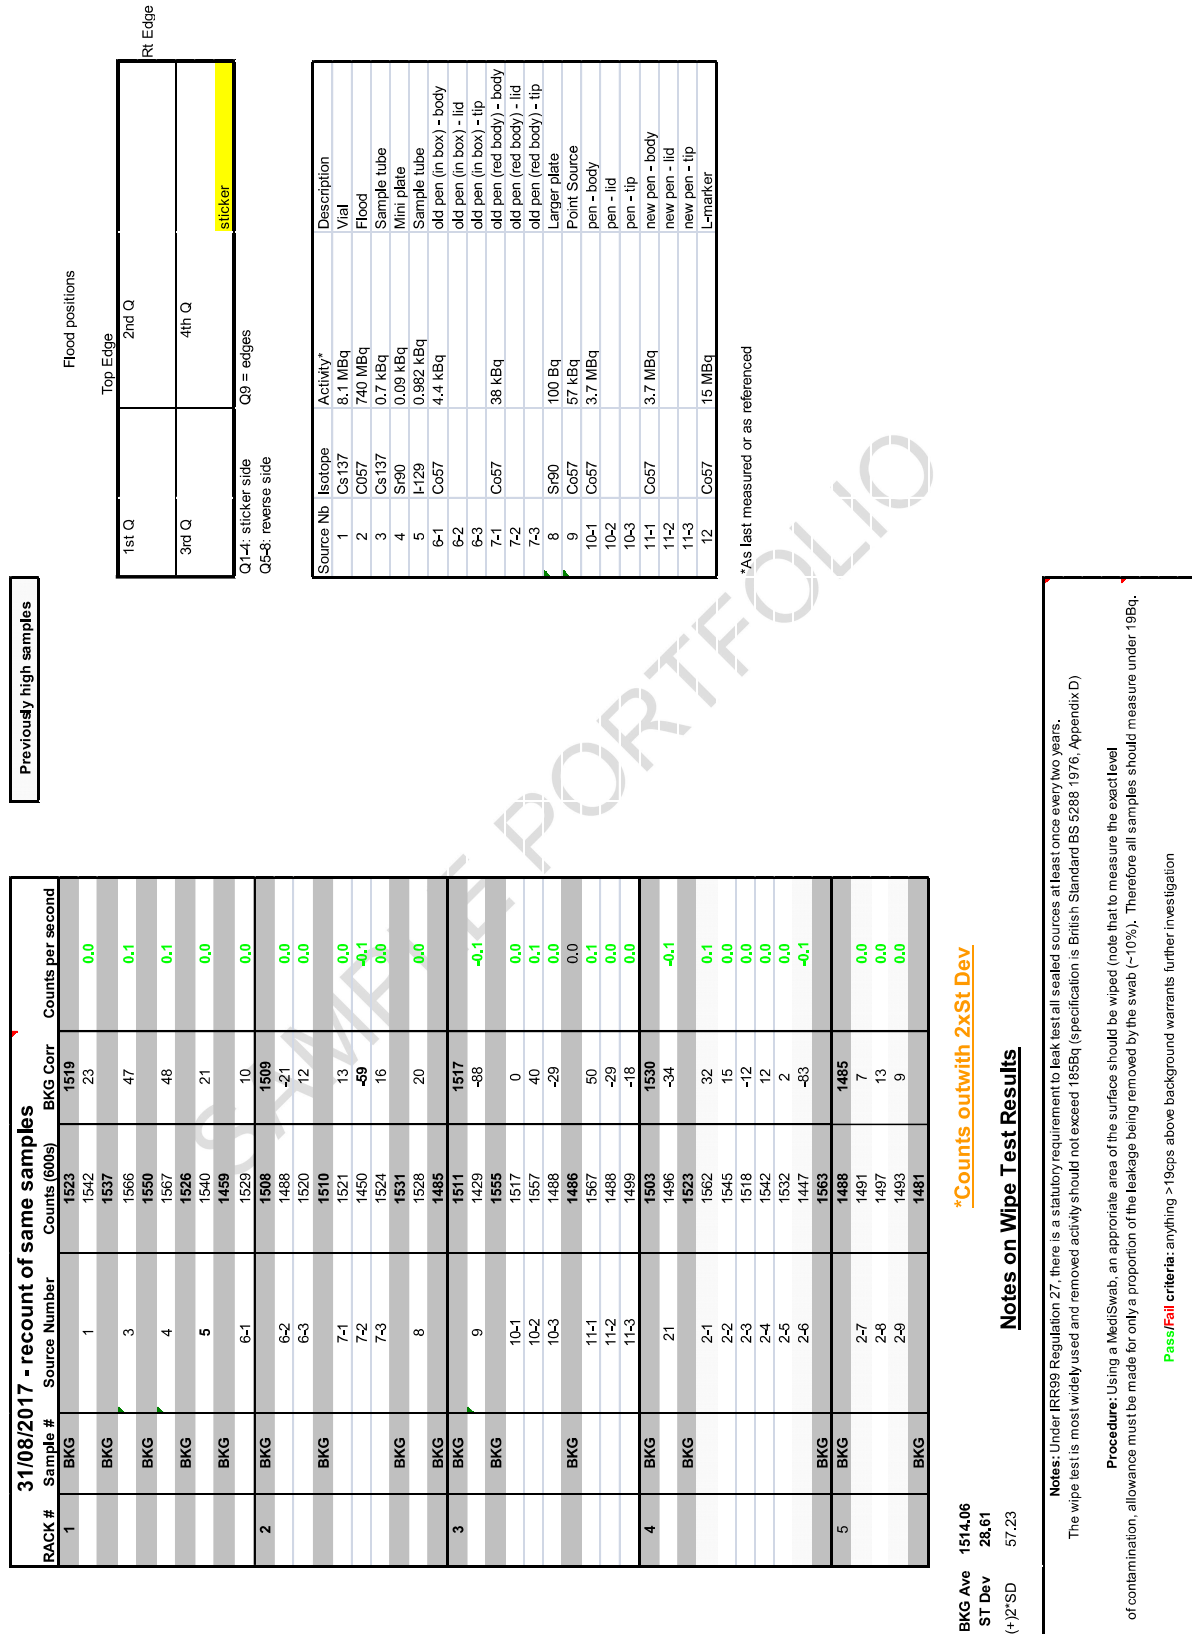 31/08/2017 - recount of same samples
RACK # Sample # Source Number Counts (600s) BKG Corr Counts per second
1 BKG 1523 1519
1 1542 23 0.0
BKG 1537
3 1566 47 0.1
BKG 1550
4 1567 48 0.1
BKG 1526
5 1540 21 0.0
BKG 1459
6-1 1529 10 0.0
2 BKG 1508 1509
6-2 1488 -21 0.0
6-3 1520 12 0.0
BKG 1510
7-1 1521 13 0.0
7-2 1450 -59 -0.1
7-3 1524 16 0.0
BKG 1531
8 1528 20 0.0
BKG 1485
3 BKG 1511 1517
9 1429 -88 -0.1
BKG 1555
10-1 1517 0 0.0
10-2 1557 40 0.1
10-3 1488 -29 0.0
BKG 1486 0.0
11-1 1567 50 0.1
11-2 1488 -29 0.0
11-3 1499 -18 0.0
4 BKG 1503 1530
21 1496 -34 -0.1
BKG 1523
2-1 1562 32 0.1
2-2 1545 15 0.0
2-3 1518 -12 0.0
2-4 1542 12 0.0
2-5 1532 2 0.0
2-6 1447 -83 -0.1
BKG 1563
5 BKG 1488 1485
2-7 1491 7 0.0
2-8 1497 13 0.0
2-9 1493 9 0.0
BKG 1481
BKG Ave 1514.06
ST Dev 28.61
(+)2*SD 57.23
*Counts outwith 2xSt Dev
Previously high samples
Flood positions
Top Edge
Rt Edge
1st Q 2nd Q
3rd Q 4th Q
sticker
Q1-4: sticker side Q9 = edges
Q5-8: reverse side
Source Nb Isotope Activity* Description
1 Cs137 8.1 MBq Vial
2 C057 740 MBq Flood
3 Cs137 0.7 kBq Sample tube
4 Sr90 0.09 kBq Mini plate
5 I-129 0.982 kBq Sample tube
6-1 Co57 4.4 kBq old pen (in box) - body
6-2 old pen (in box) - lid
6-3 old pen (in box) - tip
7-1 Co57 38 kBq old pen (red body) - body
7-2 old pen (red body) - lid
7-3 old pen (red body) - tip
8 Sr90 100 Bq Larger plate
9 Co57 57 kBq Point Source
10-1 Co57 3.7 MBq pen - body
10-2 pen - lid
10-3 pen - tip
11-1 Co57 3.7 MBq new pen - body
11-2 new pen - lid
11-3 new pen - tip
12 Co57 15 MBq L-marker
*As last measured or as referenced
Notes on Wipe Test Results
Notes: Under IRR99 Regulation 27, there is a statutory requirement to leak test all sealed sources at least once every two years.
The wipe test is most widely used and removed activity should not exceed 185Bq (specification is British Standard BS 5288 1976, Appendix D)
Procedure: Using a MediSwab, an approriate area of the surface should be wiped (note that to measure the exact level
of contamination, allowance must be made for only a proportion of the leakage being removed by the swab (~10%). Therefore all samples should measure under 19Bq.
Pass/Fail criteria: anything >19cps above background warrants further investigation
SAMPLE PORTFOLIO